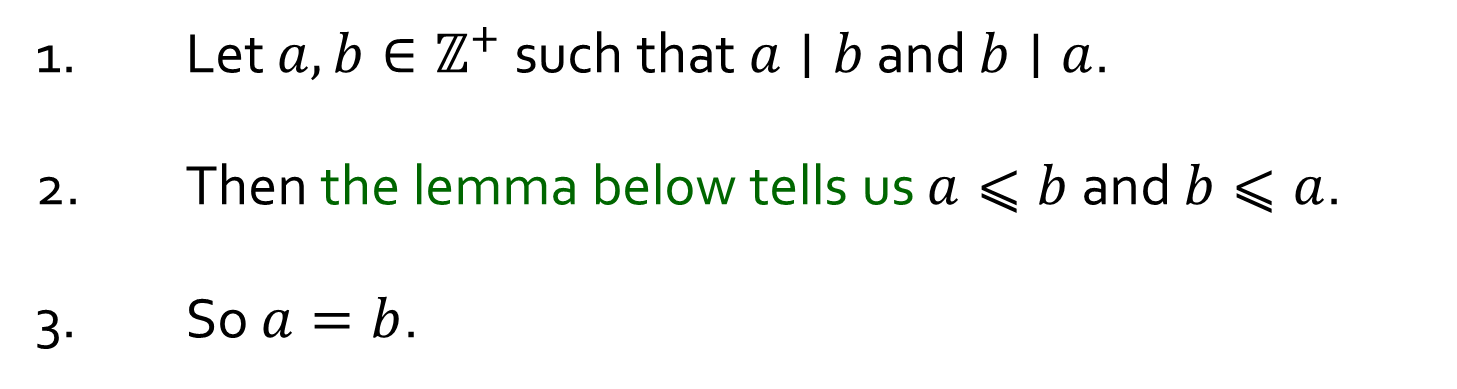 1. Let 𝑎, 𝑏 ∈ ℤ⁺ such that 𝑎 ∣ 𝑏 and 𝑏 ∣ 𝑎.
2. Then the lemma below tells us 𝑎 ⩽ 𝑏 and 𝑏 ⩽ 𝑎.
3. So 𝑎 = 𝑏.